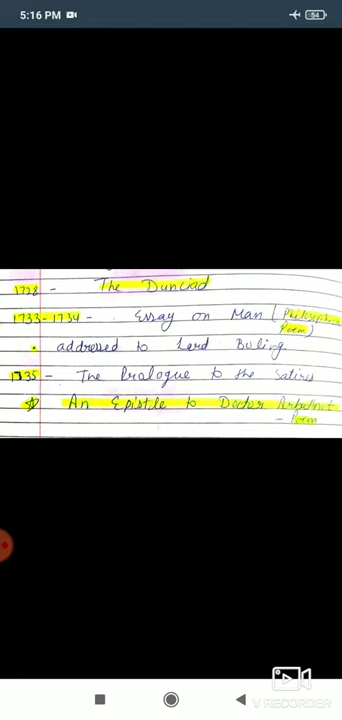 5:16 PM
54
1728 - The Dunciad
1733-1734 - Essay on Man (Philosophical
Poem)
addressed to Lord Boling.
1735 - The Prologue to the Satires
An Epistle to Doctor Arbuthnot
- Poem
V RECORDER